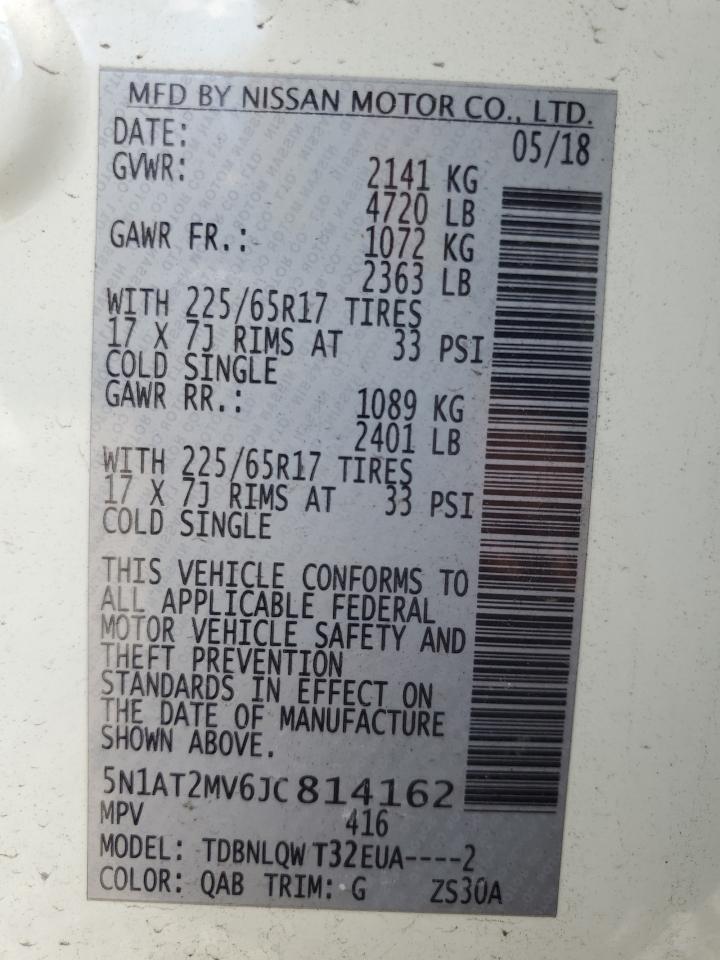 MFD BY NISSAN MOTOR CO., LTD.
DATE: 05/18
GVWR: 2141 KG
4720 LB
GAWR FR.: 1072 KG
2363 LB
WITH 225/65R17 TIRES
17 X 7J RIMS AT 33 PSI
COLD SINGLE
GAWR RR.: 1089 KG
2401 LB
WITH 225/65R17 TIRES
17 X 7J RIMS AT 33 PSI
COLD SINGLE
THIS VEHICLE CONFORMS TO
ALL APPLICABLE FEDERAL
MOTOR VEHICLE SAFETY AND
THEFT PREVENTION
STANDARDS IN EFFECT ON
THE DATE OF MANUFACTURE
SHOWN ABOVE.
5N1AT2MV6JC814162
MPV 416
MODEL: TDBNLQW T32EUA----2
COLOR: QAB TRIM: G ZS30A